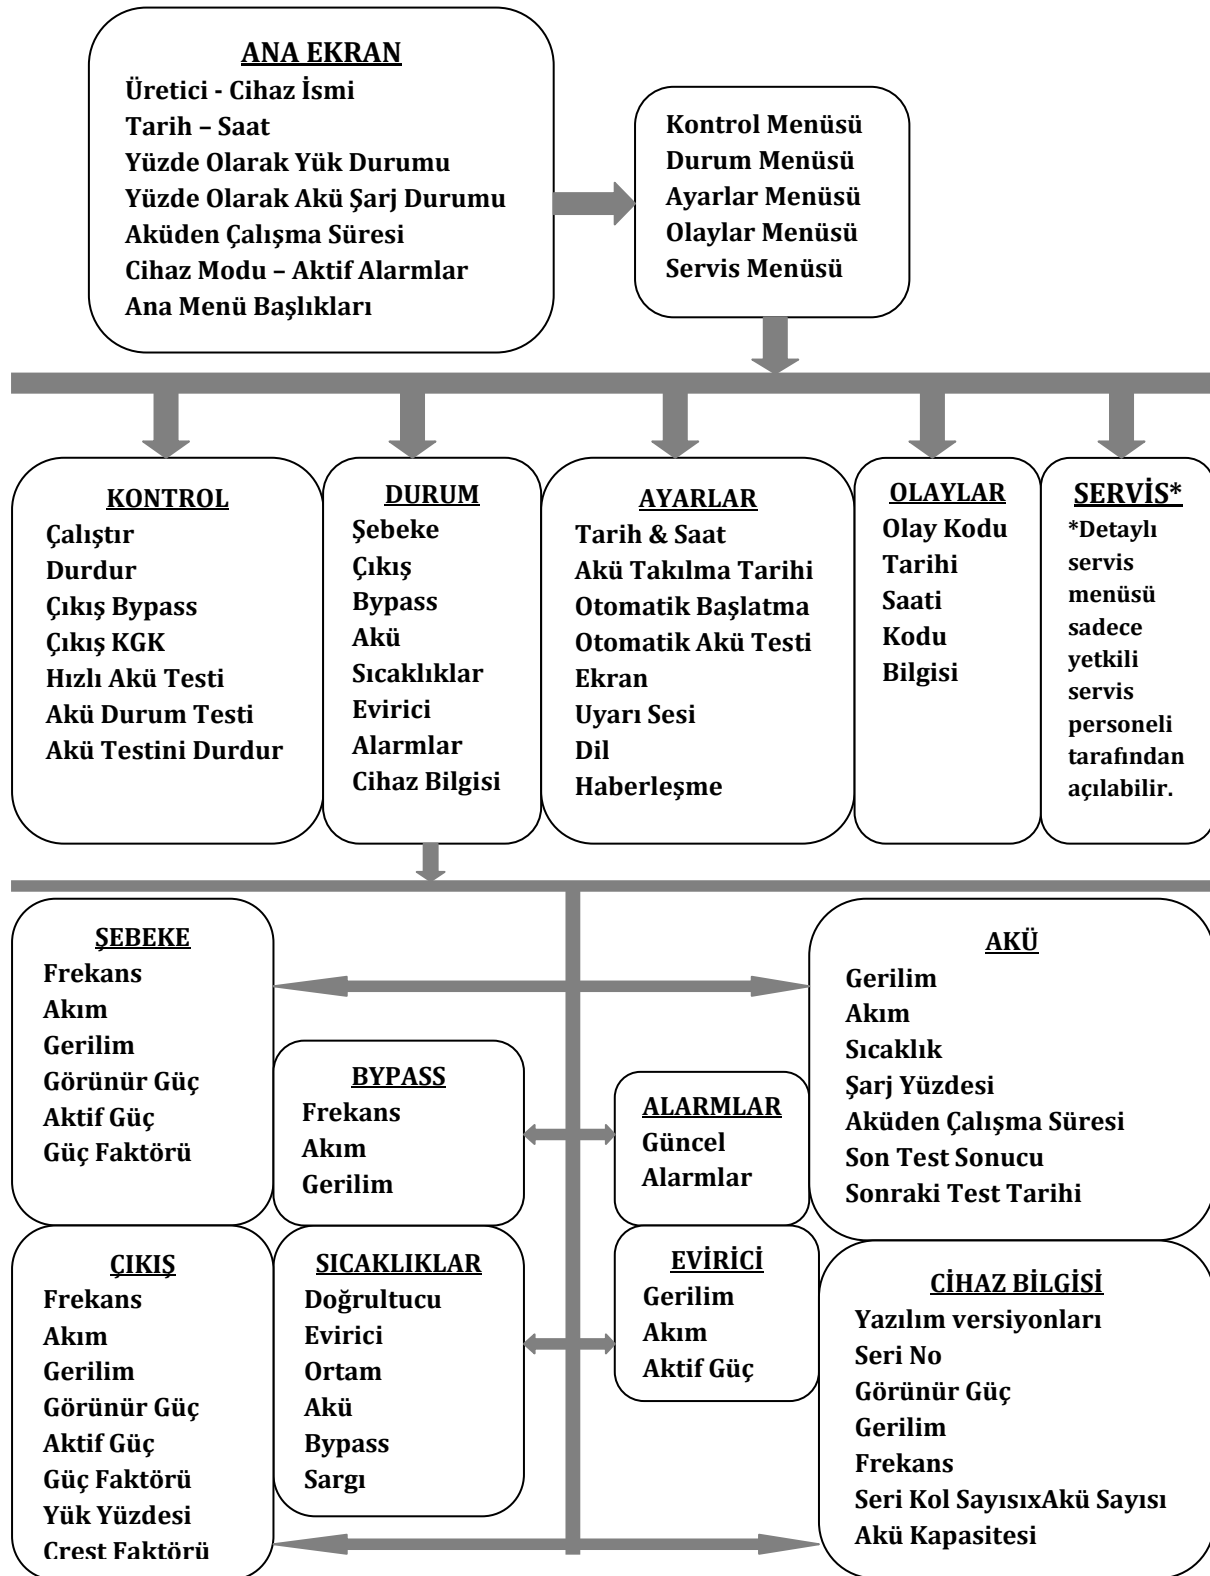 ANA EKRAN
Üretici - Cihaz İsmi
Tarih – Saat
Yüzde Olarak Yük Durumu
Yüzde Olarak Akü Şarj Durumu
Aküden Çalışma Süresi
Cihaz Modu – Aktif Alarmlar
Ana Menü Başlıkları
Kontrol Menüsü
Durum Menüsü
Ayarlar Menüsü
Olaylar Menüsü
Servis Menüsü
KONTROL
Çalıştır
Durdur
Çıkış Bypass
Çıkış KGK
Hızlı Akü Testi
Akü Durum Testi
Akü Testini Durdur
DURUM
Şebeke
Çıkış
Bypass
Akü
Sıcaklıklar
Evirici
Alarmlar
Cihaz Bilgisi
AYARLAR
Tarih & Saat
Akü Takılma Tarihi
Otomatik Başlatma
Otomatik Akü Testi
Ekran
Uyarı Sesi
Dil
Haberleşme
OLAYLAR
Olay Kodu
Tarihi
Saati
Kodu
Bilgisi
SERVİS*
*Detaylı
servis
menüsü
sadece
yetkili
servis
personeli
tarafından
açılabilir.
ŞEBEKE
Frekans
Akım
Gerilim
Görünür Güç
Aktif Güç
Güç Faktörü
BYPASS
Frekans
Akım
Gerilim
ALARMLAR
Güncel
Alarmlar
AKÜ
Gerilim
Akım
Sıcaklık
Şarj Yüzdesi
Aküden Çalışma Süresi
Son Test Sonucu
Sonraki Test Tarihi
ÇIKIŞ
Frekans
Akım
Gerilim
Görünür Güç
Aktif Güç
Güç Faktörü
Yük Yüzdesi
Crest Faktörü
SICAKLIKLAR
Doğrultucu
Evirici
Ortam
Akü
Bypass
Sargı
EVİRİCİ
Gerilim
Akım
Aktif Güç
CİHAZ BİLGİSİ
Yazılım versiyonları
Seri No
Görünür Güç
Gerilim
Frekans
Seri Kol SayısıxAkü Sayısı
Akü Kapasitesi